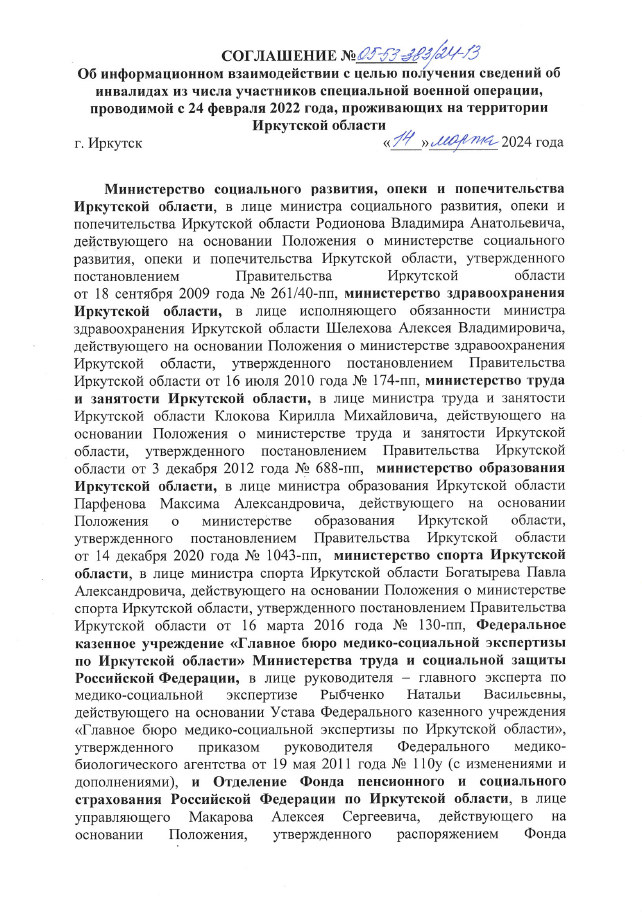 СОГЛАШЕНИЕ №05-53-383/24-13
Об информационном взаимодействии с целью получения сведений об
инвалидах из числа участников специальной военной операции,
проводимой с 24 февраля 2022 года, проживающих на территории
Иркутской области
г. Иркутск «14» марта 2024 года
Министерство социального развития, опеки и попечительства
Иркутской области, в лице министра социального развития, опеки и
попечительства Иркутской области Родионова Владимира Анатольевича,
действующего на основании Положения о министерстве социального
развития, опеки и попечительства Иркутской области, утвержденного
постановлением Правительства Иркутской области
от 18 сентября 2009 года № 261/40-пп, министерство здравоохранения
Иркутской области, в лице исполняющего обязанности министра
здравоохранения Иркутской области Шелехова Алексея Владимировича,
действующего на основании Положения о министерстве здравоохранения
Иркутской области, утвержденного постановлением Правительства
Иркутской области от 16 июля 2010 года № 174-пп, министерство труда
и занятости Иркутской области, в лице министра труда и занятости
Иркутской области Клокова Кирилла Михайловича, действующего на
основании Положения о министерстве труда и занятости Иркутской
области, утвержденного постановлением Правительства Иркутской
области от 3 декабря 2012 года № 688-пп, министерство образования
Иркутской области, в лице министра образования Иркутской области
Парфенова Максима Александровича, действующего на основании
Положения о министерстве образования Иркутской области,
утвержденного постановлением Правительства Иркутской области
от 14 декабря 2020 года № 1043-пп, министерство спорта Иркутской
области, в лице министра спорта Иркутской области Богатырева Павла
Александровича, действующего на основании Положения о министерстве
спорта Иркутской области, утвержденного постановлением Правительства
Иркутской области от 16 марта 2016 года № 130-пп, Федеральное
казенное учреждение «Главное бюро медико-социальной экспертизы
по Иркутской области» Министерства труда и социальной защиты
Российской Федерации, в лице руководителя – главного эксперта по
медико-социальной экспертизе Рыбченко Натальи Васильевны,
действующего на основании Устава Федерального казенного учреждения
«Главное бюро медико-социальной экспертизы по Иркутской области»,
утвержденного приказом руководителя Федерального медико-
биологического агентства от 19 мая 2011 года № 110у (с изменениями и
дополнениями), и Отделение Фонда пенсионного и социального
страхования Российской Федерации по Иркутской области, в лице
управляющего Макарова Алексея Сергеевича, действующего на
основании Положения, утвержденного распоряжением Фонда